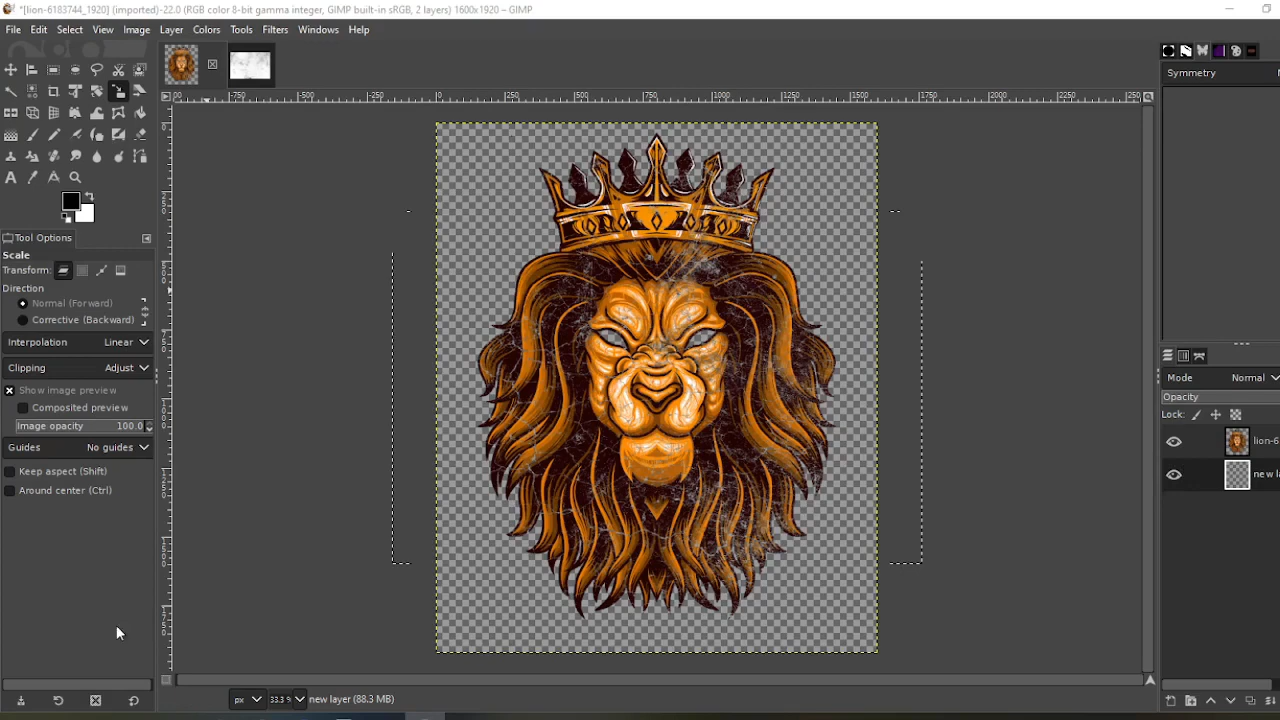 *[lion-6183744_1920] (imported)-22.0 (RGB color 8-bit gamma integer, GIMP built-in sRGB, 2 layers) 1600x1920 – GIMP
File Edit Select View Image Layer Colors Tools Filters Windows Help
Symmetry
Tool Options
Scale
Transform:
Direction
Normal (Forward)
Corrective (Backward)
Interpolation Linear
Clipping Adjust
Show image preview
Composited preview
Image opacity 100.0
Guides No guides
Keep aspect (Shift)
Around center (Ctrl)
Mode Normal
Opacity
Lock:
lion-6
new la
px 33.3 % new layer (88.3 MB)